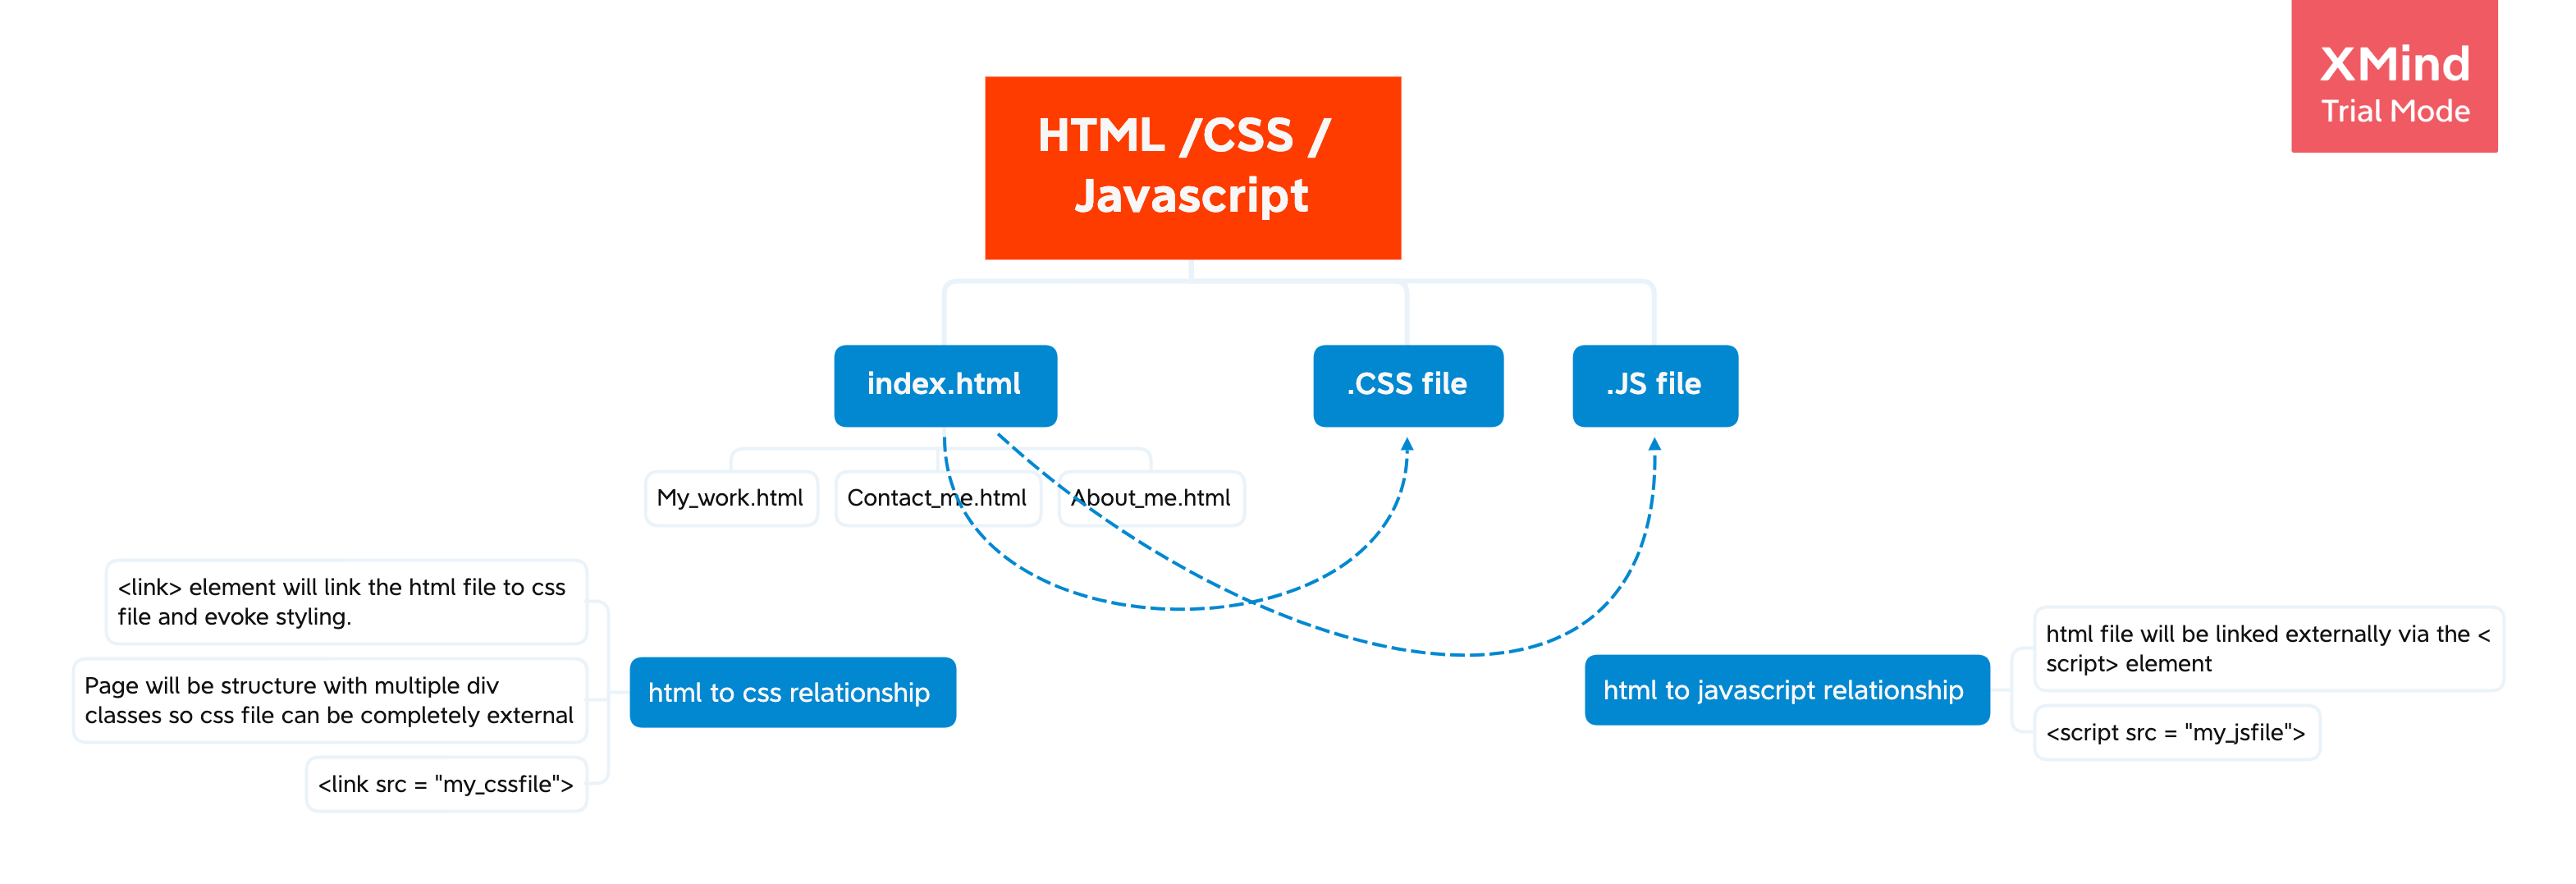 XMind
Trial Mode
HTML /CSS /
Javascript
index.html
.CSS file
.JS file
My_work.html
Contact_me.html
About_me.html
<link> element will link the html file to css
file and evoke styling.
Page will be structure with multiple div
classes so css file can be completely external
<link src = "my_cssfile">
html to css relationship
html to javascript relationship
html file will be linked externally via the <
script> element
<script src = "my_jsfile">